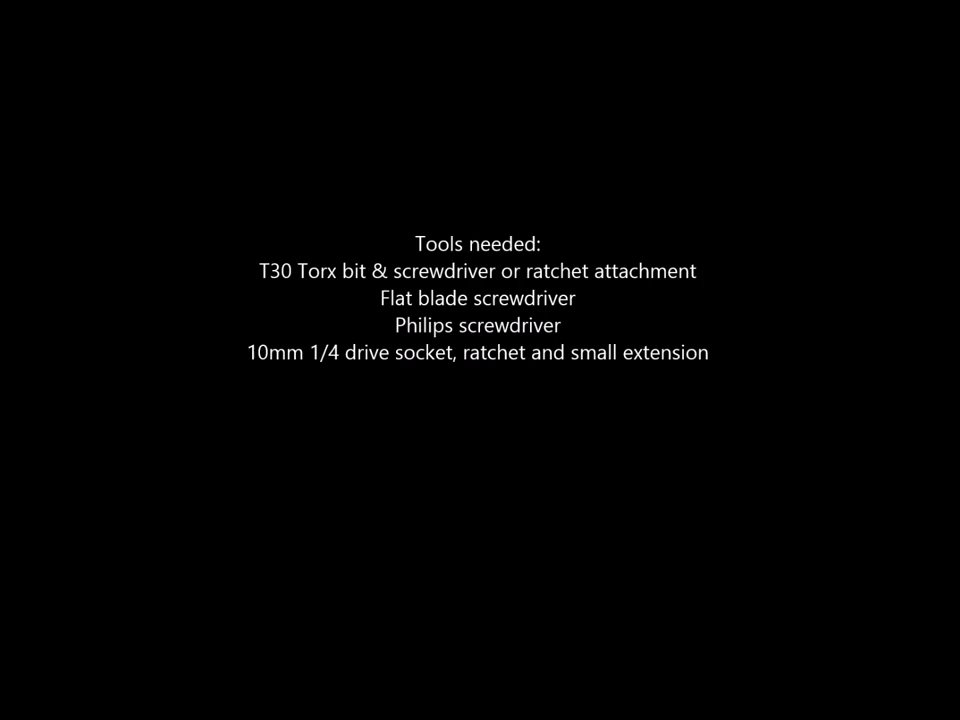 Tools needed:
T30 Torx bit & screwdriver or ratchet attachment
Flat blade screwdriver
Philips screwdriver
10mm 1/4 drive socket, ratchet and small extension